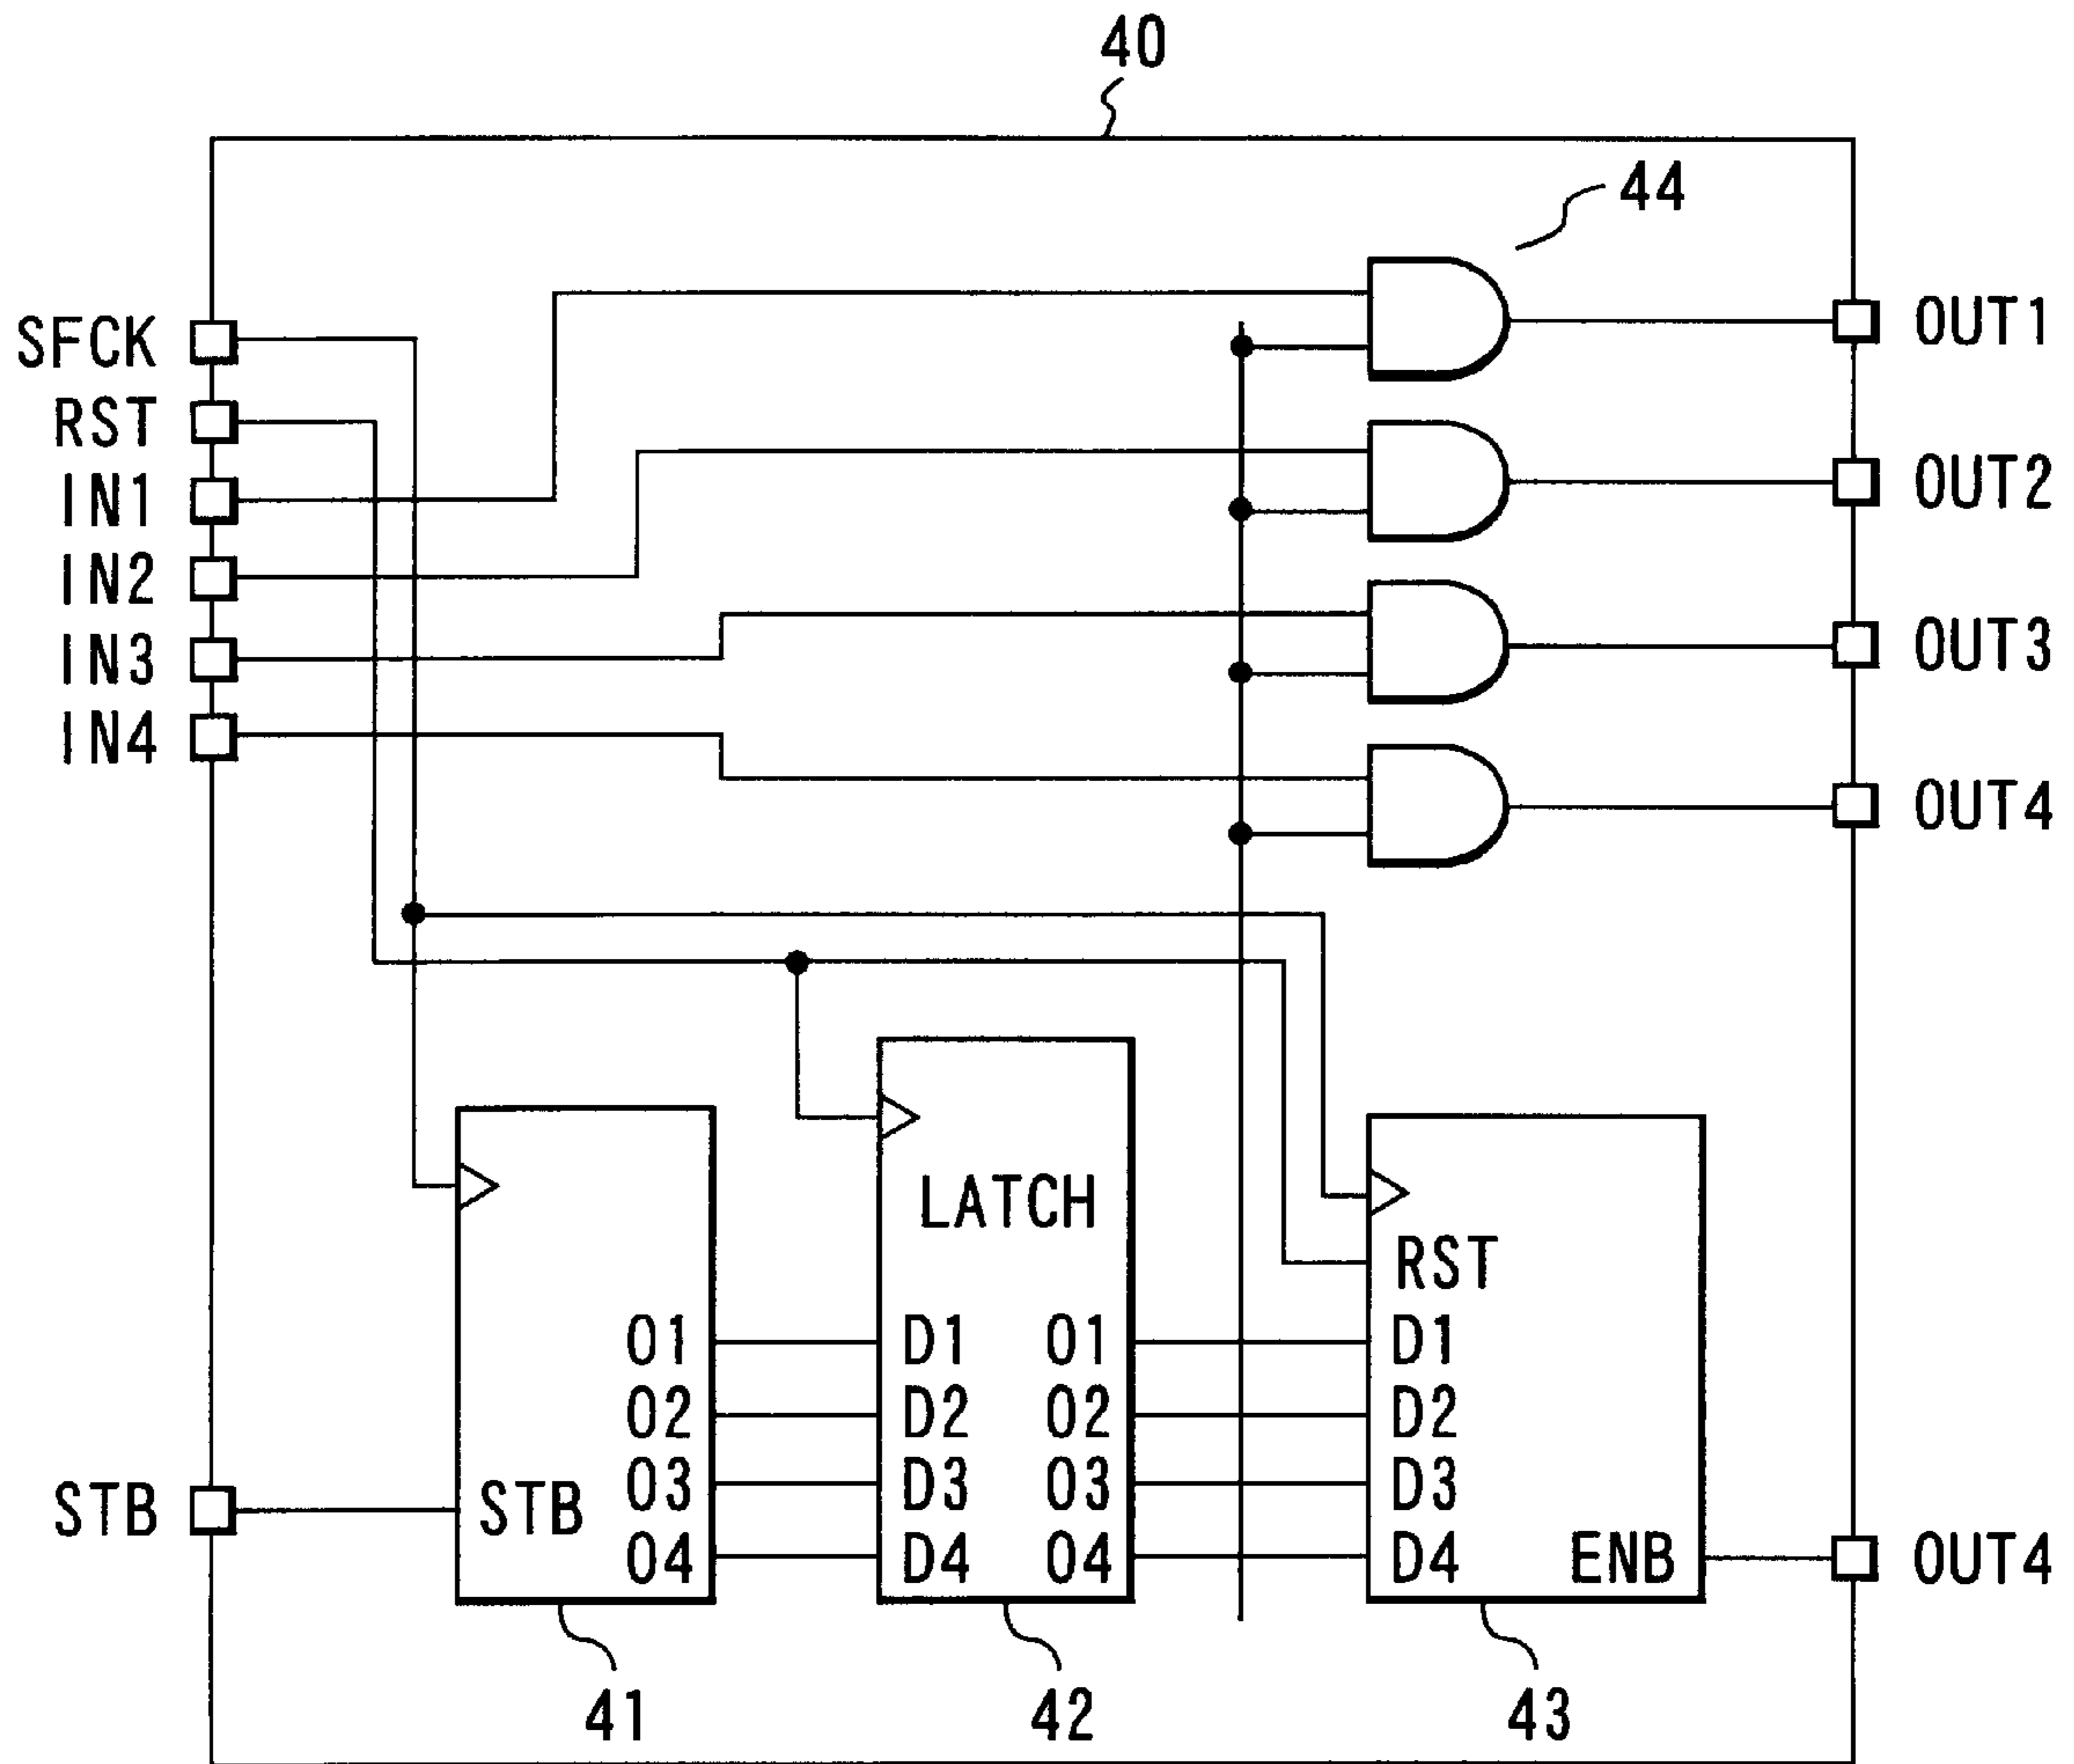 40
44
SFCK
RST
IN1
IN2
IN3
IN4
OUT1
OUT2
OUT3
OUT4
LATCH
RST
O1 D1 O1 D1
O2 D2 O2 D2
STB STB O3 D3 O3 D3
O4 D4 O4 D4 ENB OUT4
41
42
43